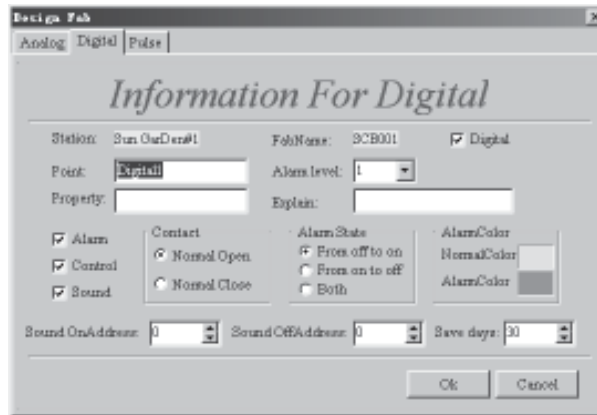 Design Fab
Analog Digital Pulse
Information For Digital
Station: Sun GarDen#1 FabName: SCB001 Digital
Point: Digital1 Alarm level: 1
Property: Explain:
Contact AlarmState AlarmColor
Alarm Normal Open From off to on NormalColor
Control From on to off
Sound Normal Close Both AlarmColor
Sound OnAddress: 0 Sound OffAddress: 0 Save days: 30
Ok Cancel